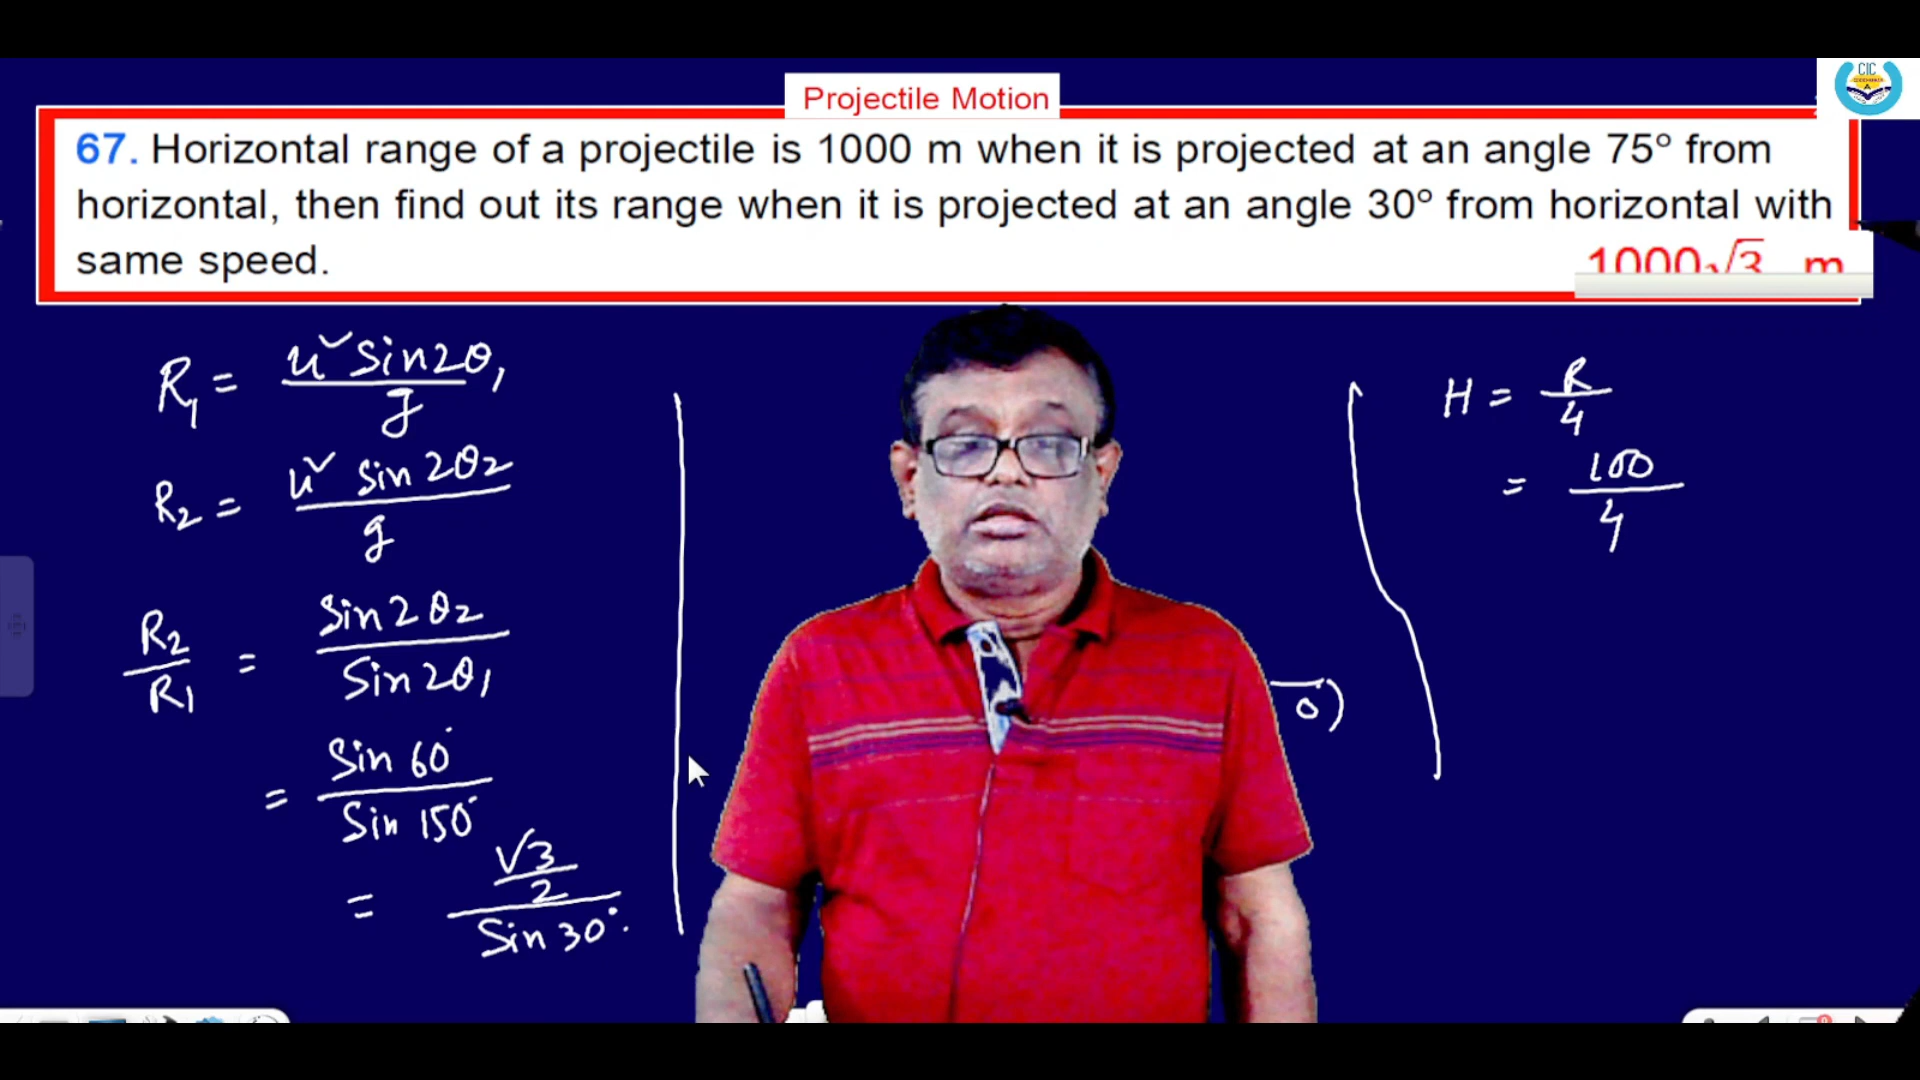 CIC
Projectile Motion
67. Horizontal range of a projectile is 1000 m when it is projected at an angle 75° from
horizontal, then find out its range when it is projected at an angle 30° from horizontal with
same speed.
1000√3 m
R₁ = u² Sin2θ₁ / g
R₂ = u² Sin 2θ₂ / g
R₂ / R₁ = Sin 2θ₂ / Sin 2θ₁
= Sin 60° / Sin 150°
= √3/2 / Sin 30°
0)
H = R / 4
= 100 / 4